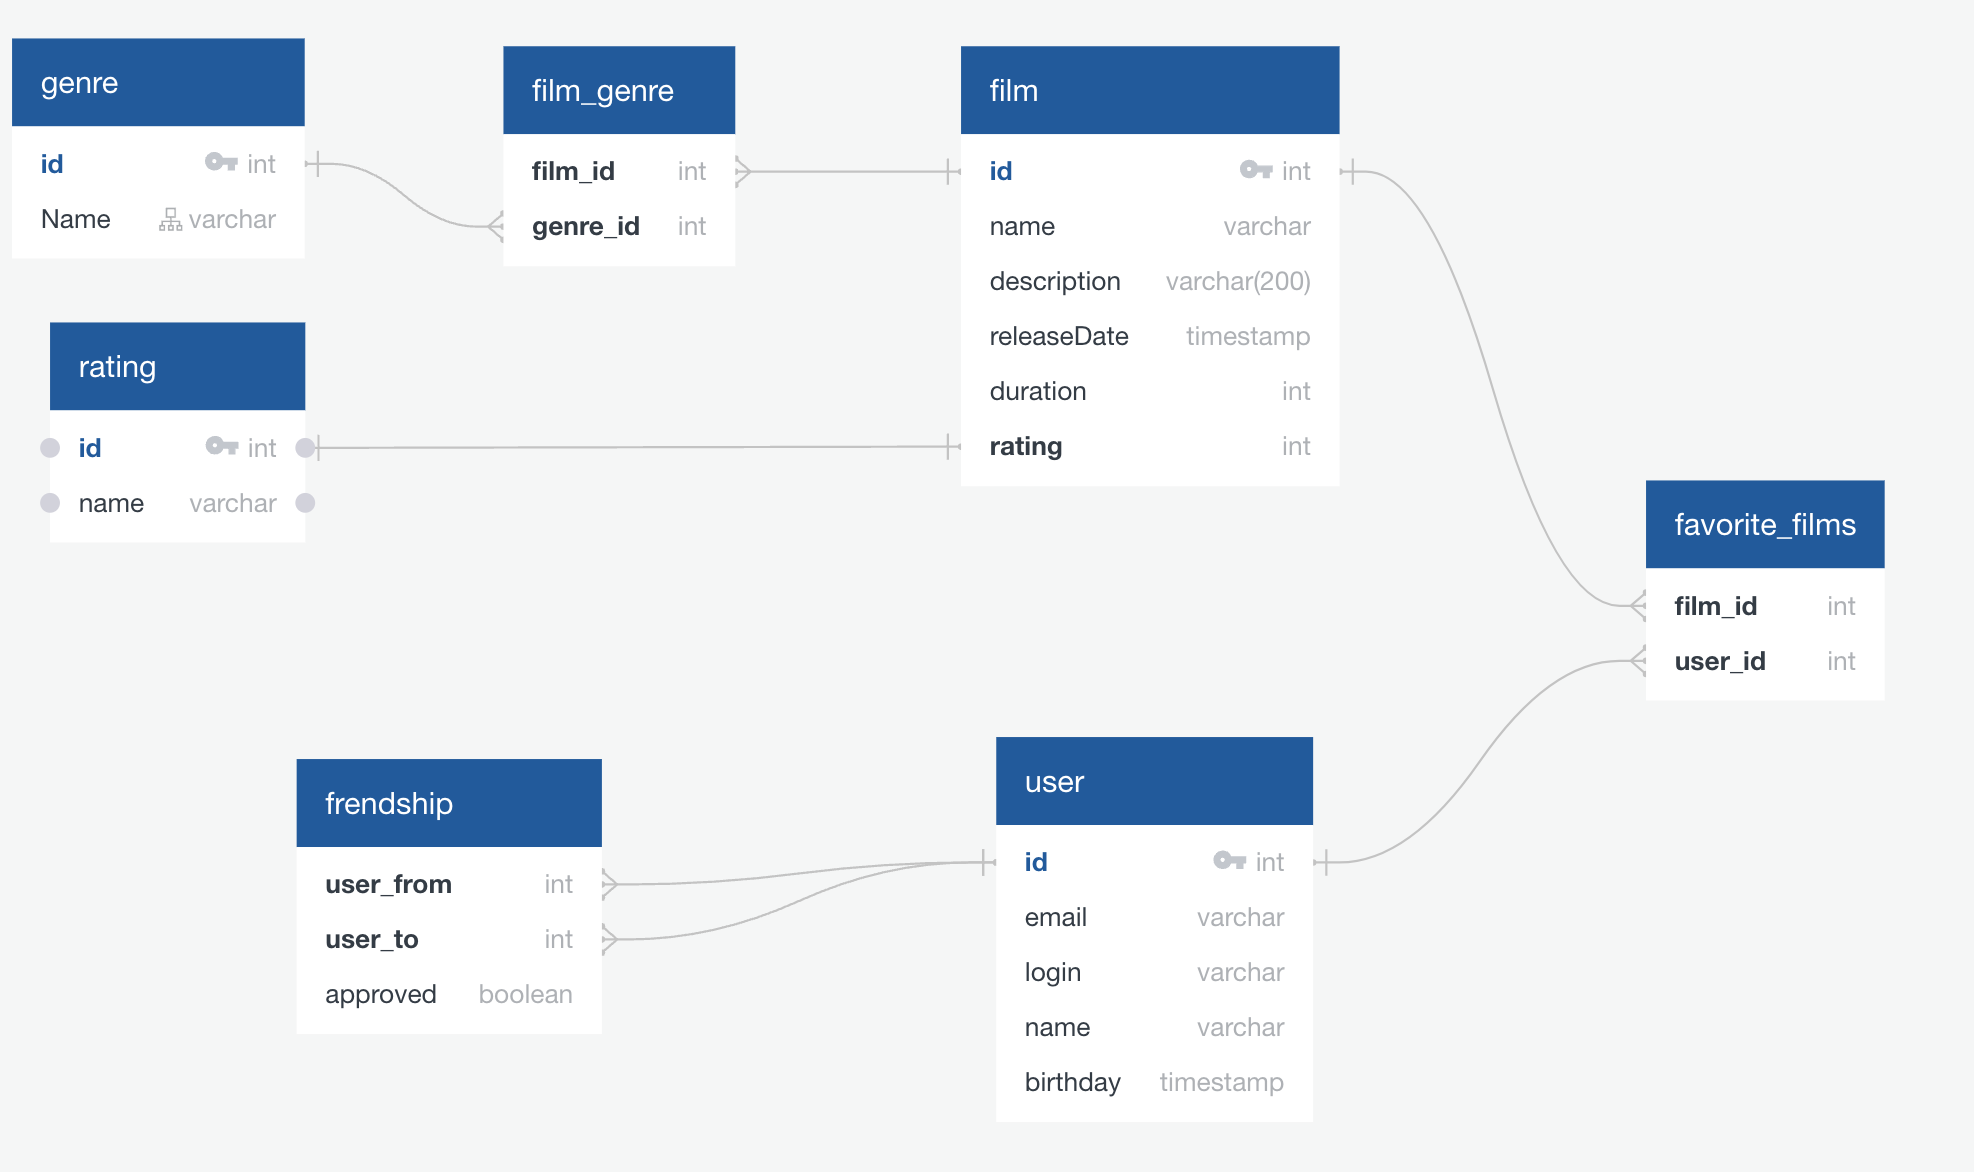 genre
id int
Name varchar
film_genre
film_id int
genre_id int
film
id int
name varchar
description varchar(200)
releaseDate timestamp
duration int
rating int
rating
id int
name varchar
favorite_films
film_id int
user_id int
frendship
user_from int
user_to int
approved boolean
user
id int
email varchar
login varchar
name varchar
birthday timestamp